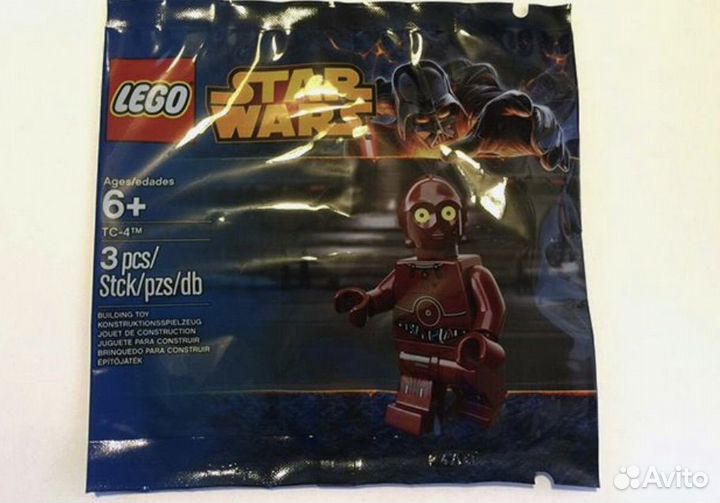 LEGO
STAR
WARS
Ages/edades
6+
TC-4™
3 pcs/
Stck/pzs/db
BUILDING TOY
KONSTRUKTIONSSPIELZEUG
JOUET DE CONSTRUCTION
JUGUETE PARA CONSTRUIR
BRINQUEDO PARA CONSTRUIR
ÉPÍTŐJÁTÉK
Avito